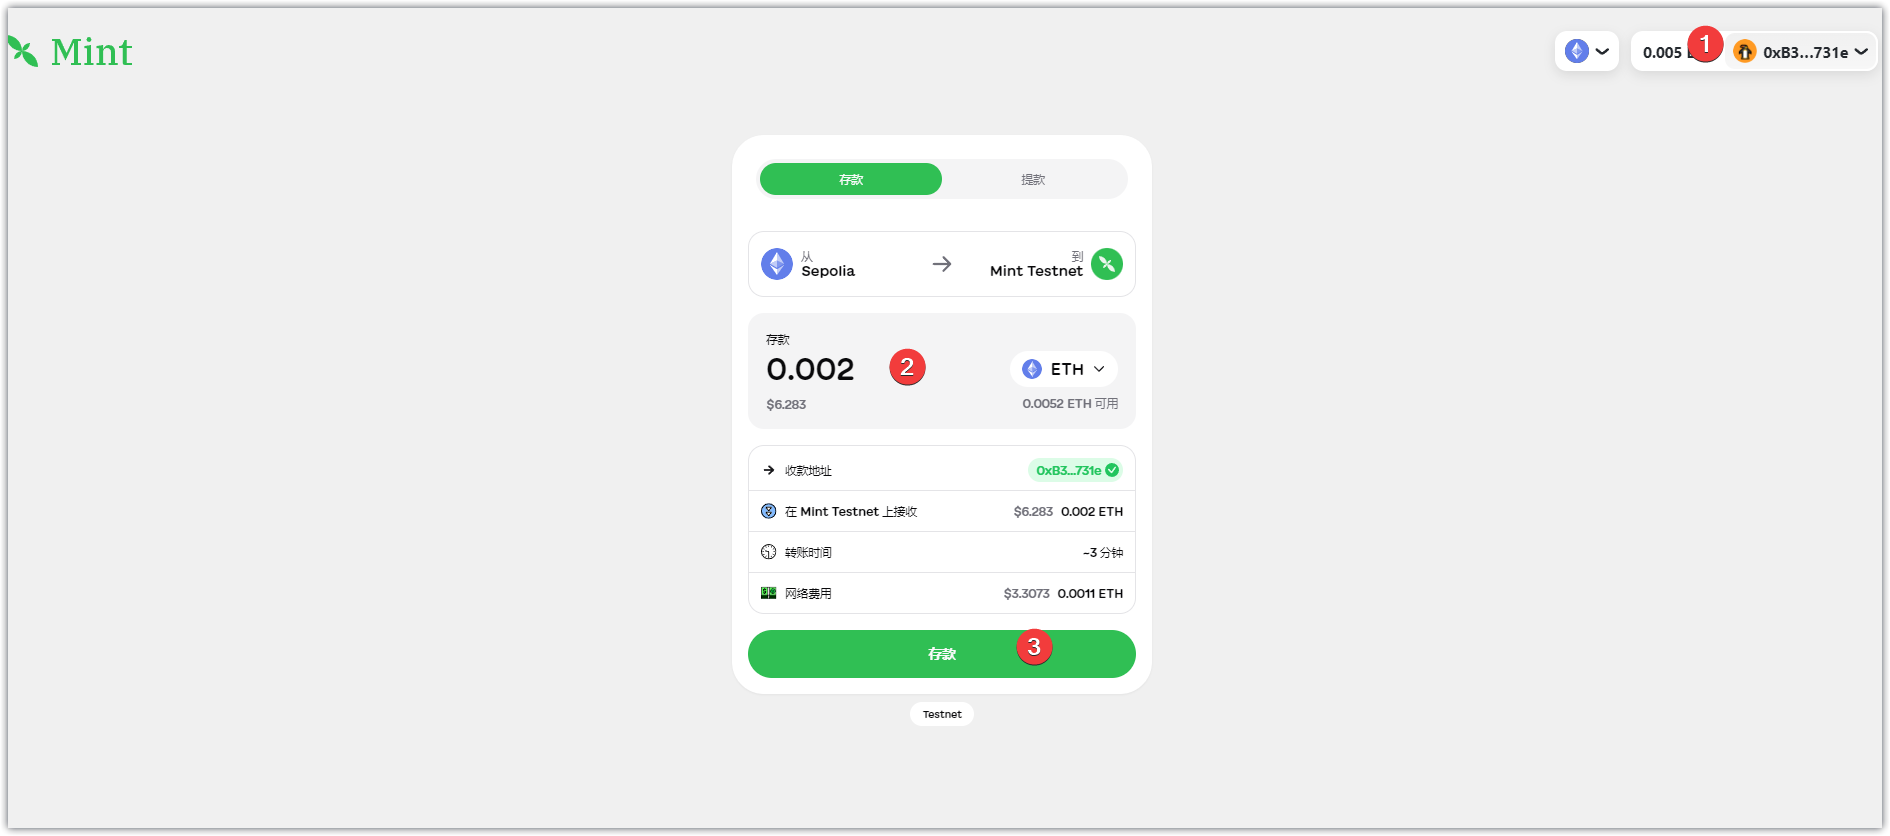 Mint
0.005
1
0xB3...731e
存款
提款
从
Sepolia
到
Mint Testnet
存款
0.002
2
ETH
$6.283
0.0052 ETH 可用
收款地址
0xB3...731e
在 Mint Testnet 上接收
$6.283 0.002 ETH
转账时间
~3 分钟
网络费用
$3.3073 0.0011 ETH
存款
3
Testnet